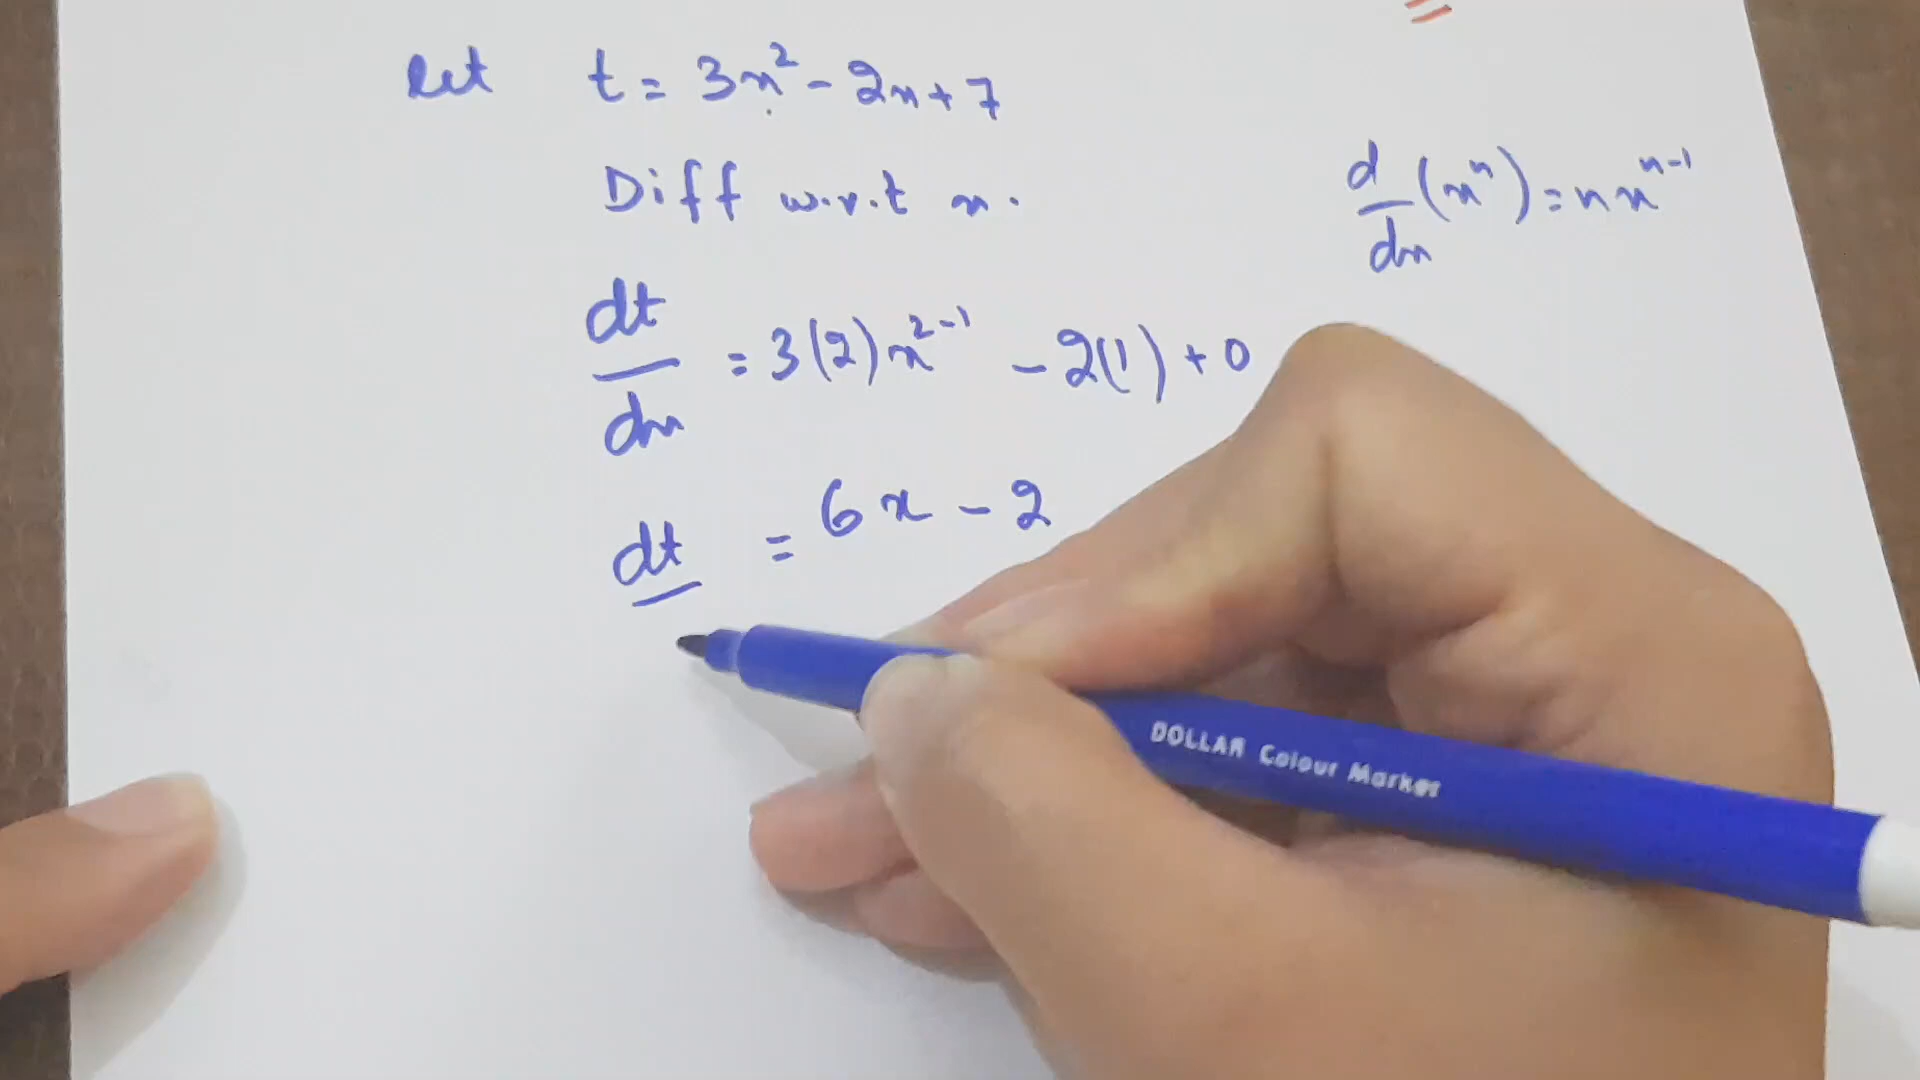 let t = 3x² - 2x + 7
Diff w.r.t x.
d/dx (xⁿ) = nxⁿ⁻¹
dt/dx = 3(2)x²⁻¹ - 2(1) + 0
dt = 6x - 2
DOLLAR Colour Marker